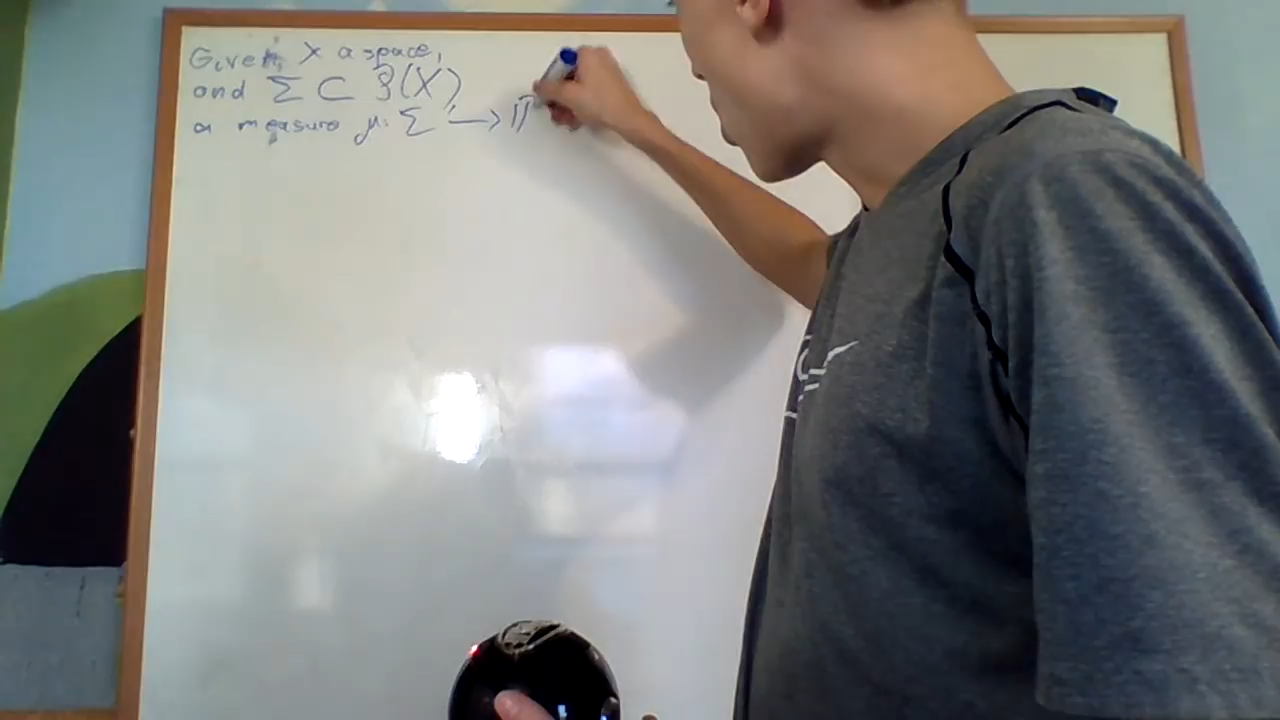 Given, X a space,
and Σ ⊂ P(X),
a measure μ: Σ →